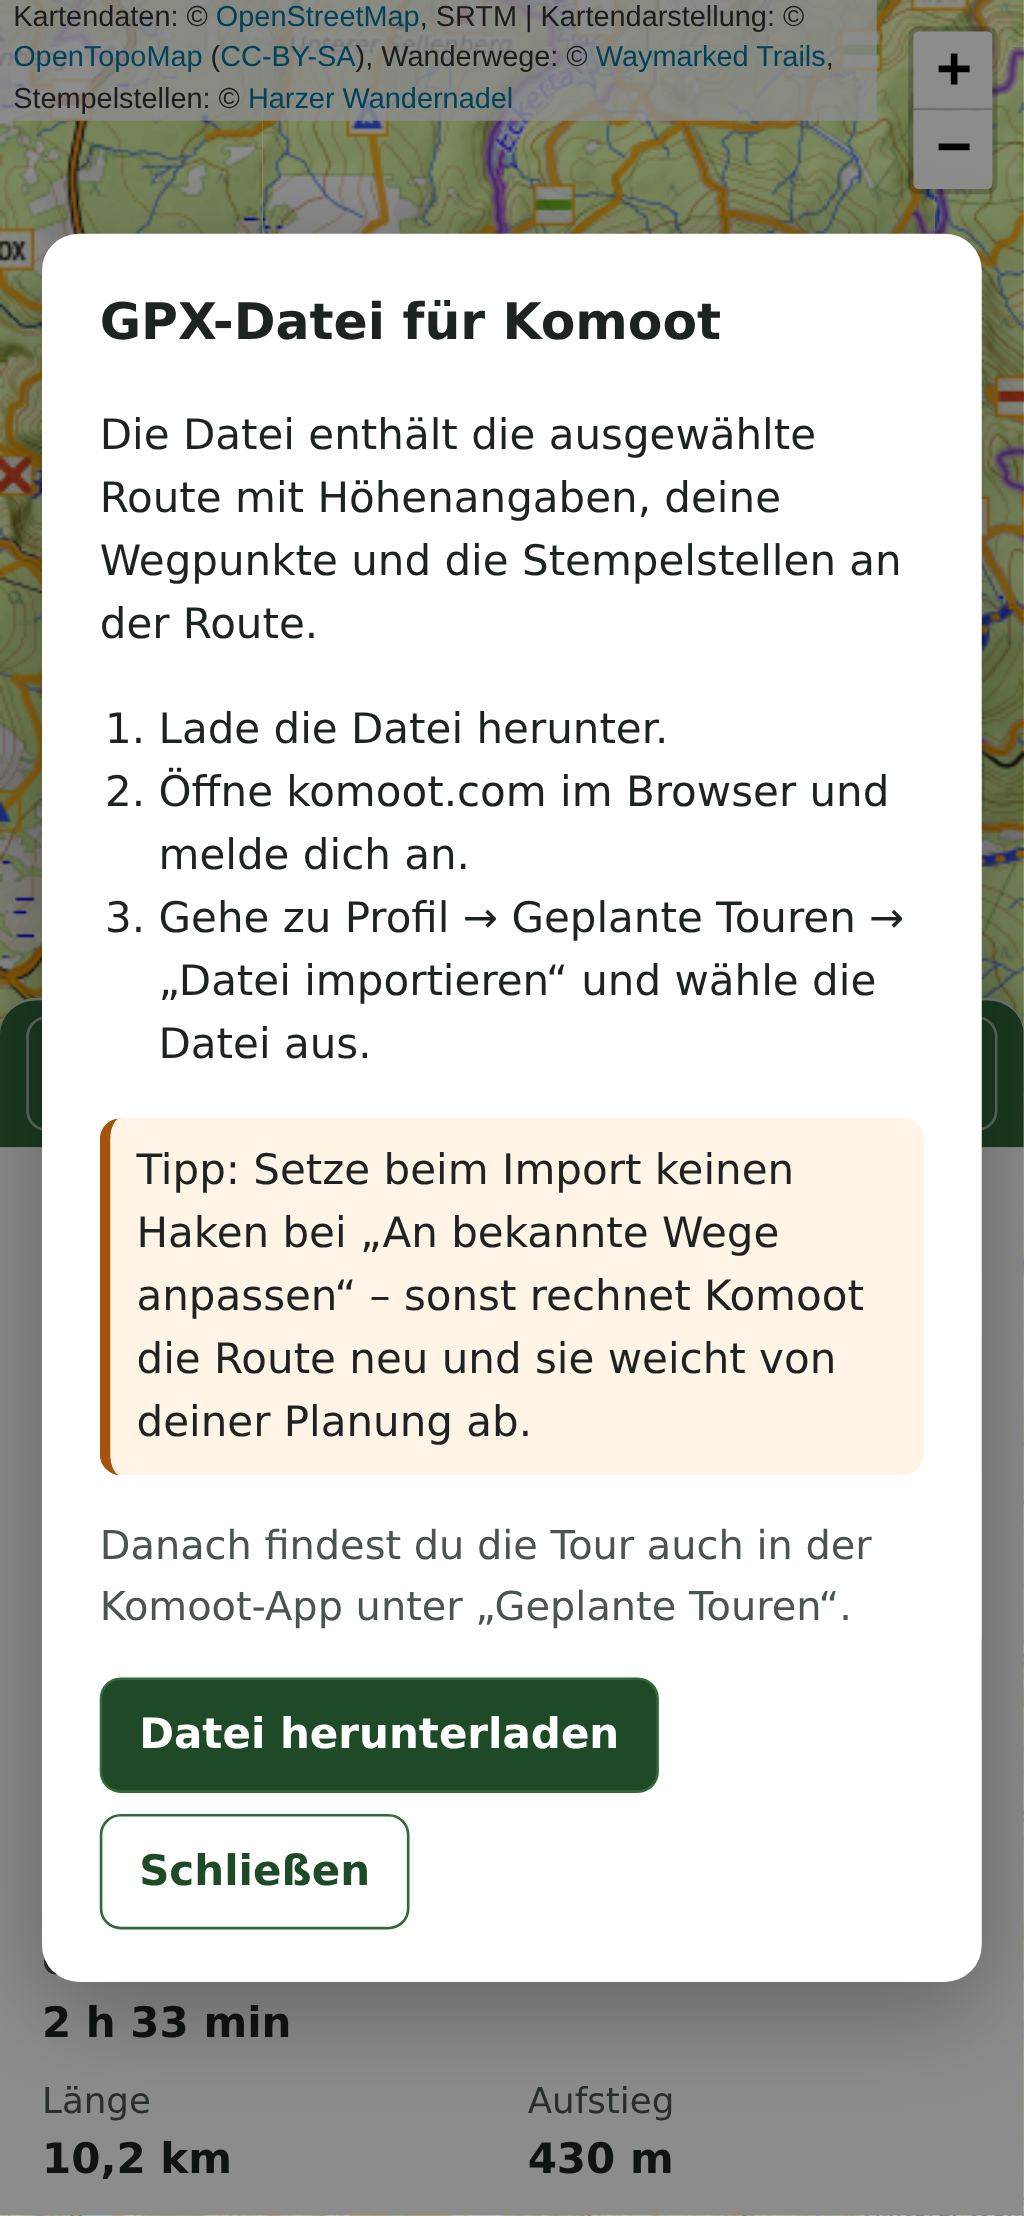 Kartendaten: © OpenStreetMap, SRTM | Kartendarstellung: ©
OpenTopoMap (CC-BY-SA), Wanderwege: © Waymarked Trails,
Stempelstellen: © Harzer Wandernadel
+
−
GPX-Datei für Komoot
Die Datei enthält die ausgewählte
Route mit Höhenangaben, deine
Wegpunkte und die Stempelstellen an
der Route.
1. Lade die Datei herunter.
2. Öffne komoot.com im Browser und
melde dich an.
3. Gehe zu Profil → Geplante Touren →
„Datei importieren“ und wähle die
Datei aus.
Tipp: Setze beim Import keinen
Haken bei „An bekannte Wege
anpassen“ – sonst rechnet Komoot
die Route neu und sie weicht von
deiner Planung ab.
Danach findest du die Tour auch in der
Komoot-App unter „Geplante Touren“.
Datei herunterladen
Schließen
2 h 33 min
Länge Aufstieg
10,2 km 430 m